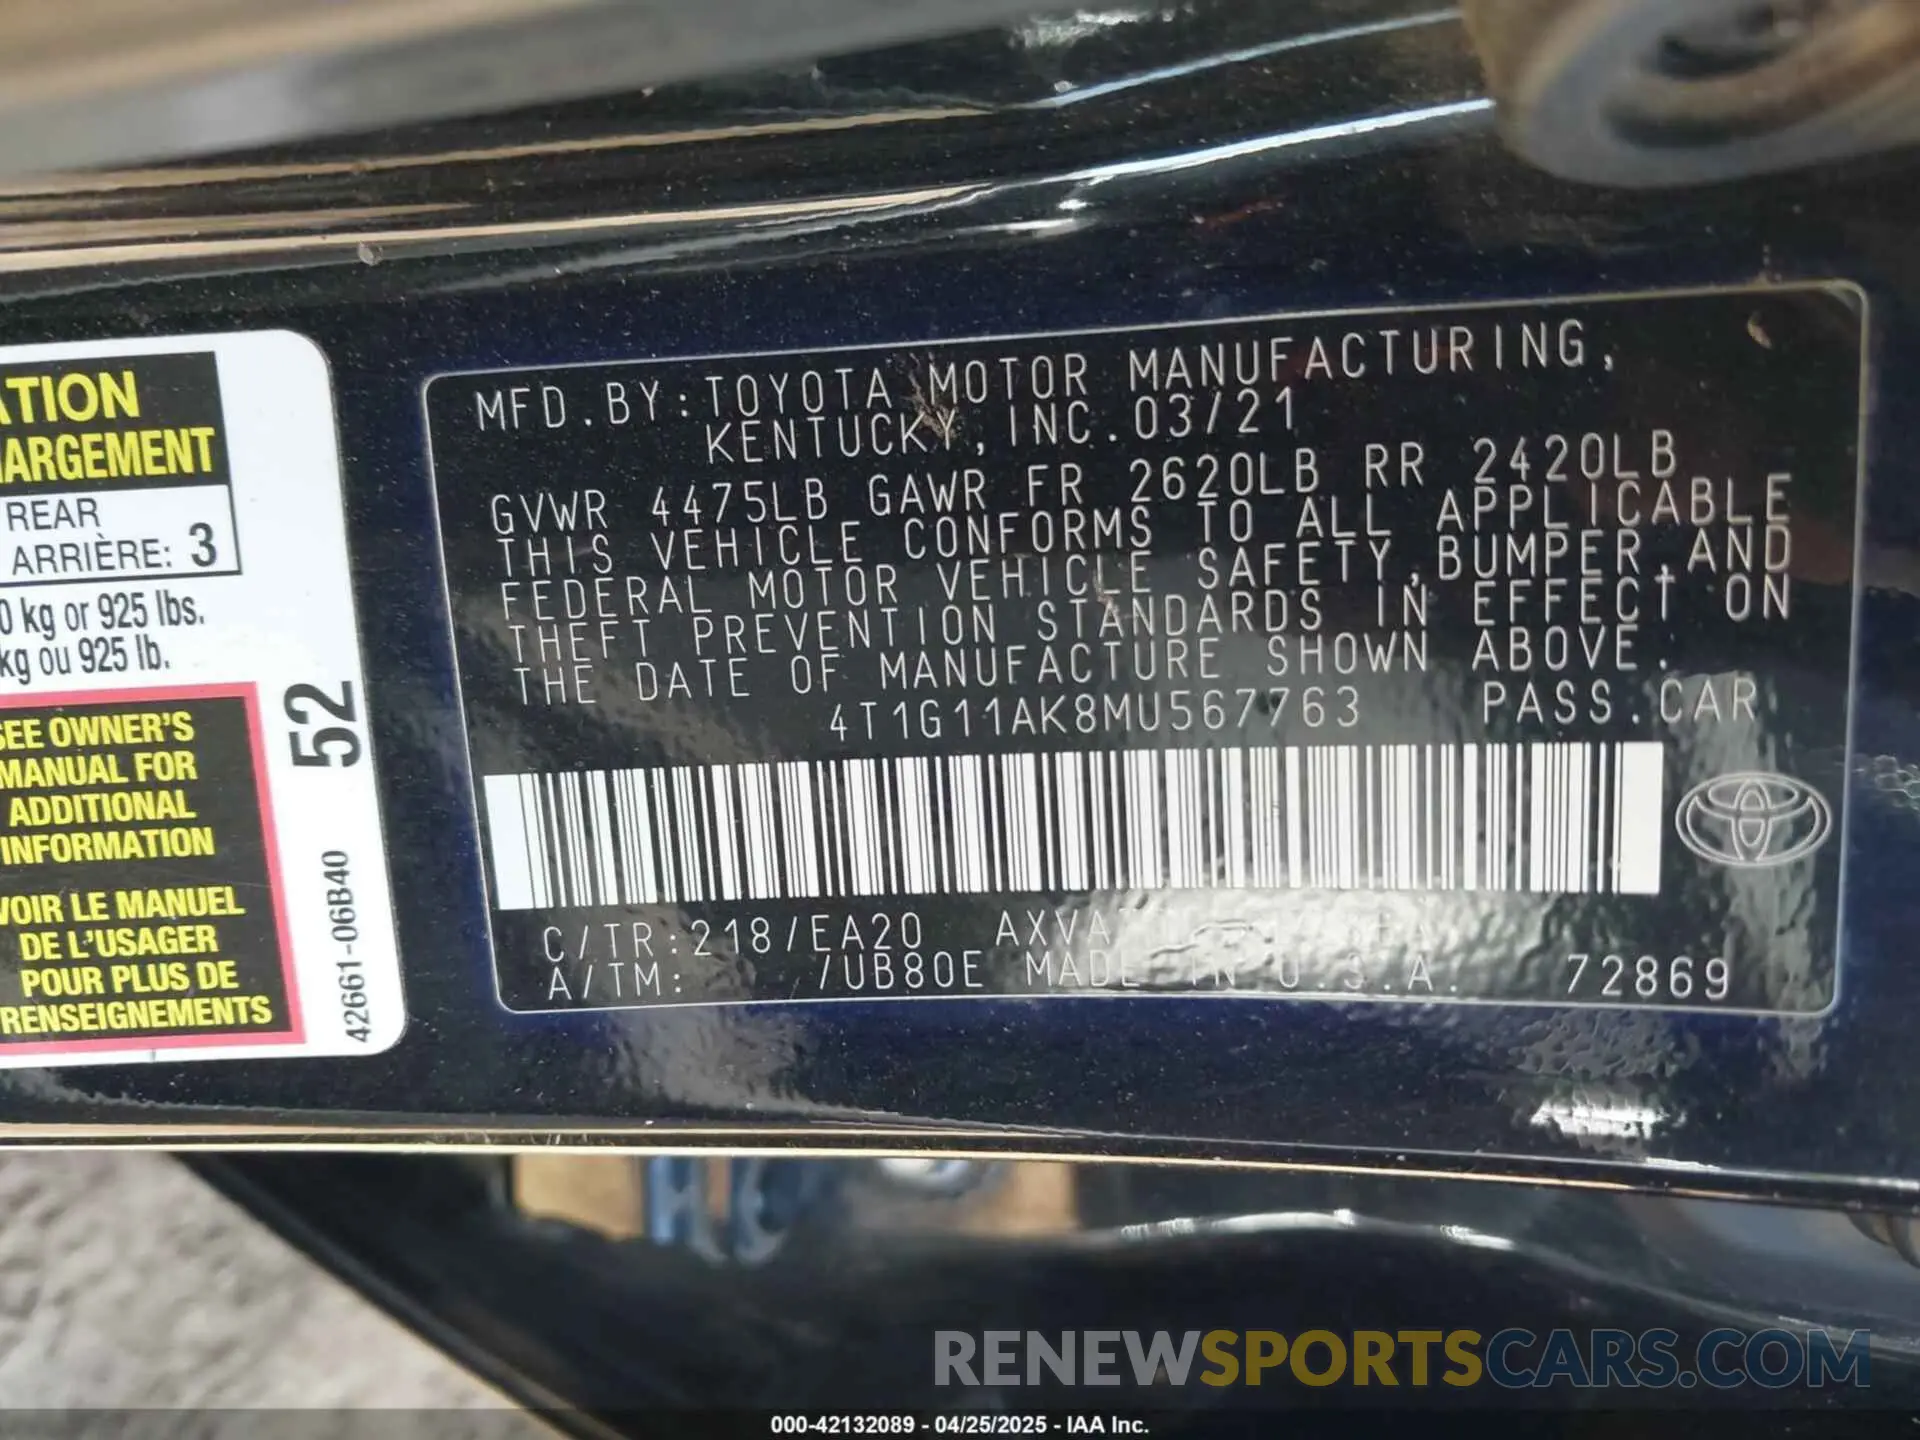 ATION
ARGEMENT
REAR
ARRIÈRE: 3
0 kg or 925 lbs.
kg ou 925 lb.
SEE OWNER'S
MANUAL FOR
ADDITIONAL
INFORMATION
VOIR LE MANUEL
DE L'USAGER
POUR PLUS DE
RENSEIGNEMENTS
52
42661-06B40
MFD.BY:TOYOTA MOTOR MANUFACTURING,
KENTUCKY,INC.03/21
GVWR 4475LB GAWR FR 2620LB RR 2420LB
THIS VEHICLE CONFORMS TO ALL APPLICABLE
FEDERAL MOTOR VEHICLE SAFETY,BUMPER,AND
THEFT PREVENTION STANDARDS IN EFFECT ON
THE DATE OF MANUFACTURE SHOWN ABOVE.
4T1G11AK8MU567763 PASS.CAR
C/TR:218/EA20
A/TM: /UB80E MADE IN U.S.A. 72869
RENEWSPORTSCARS.COM
000-42132089 - 04/25/2025 - IAA Inc.